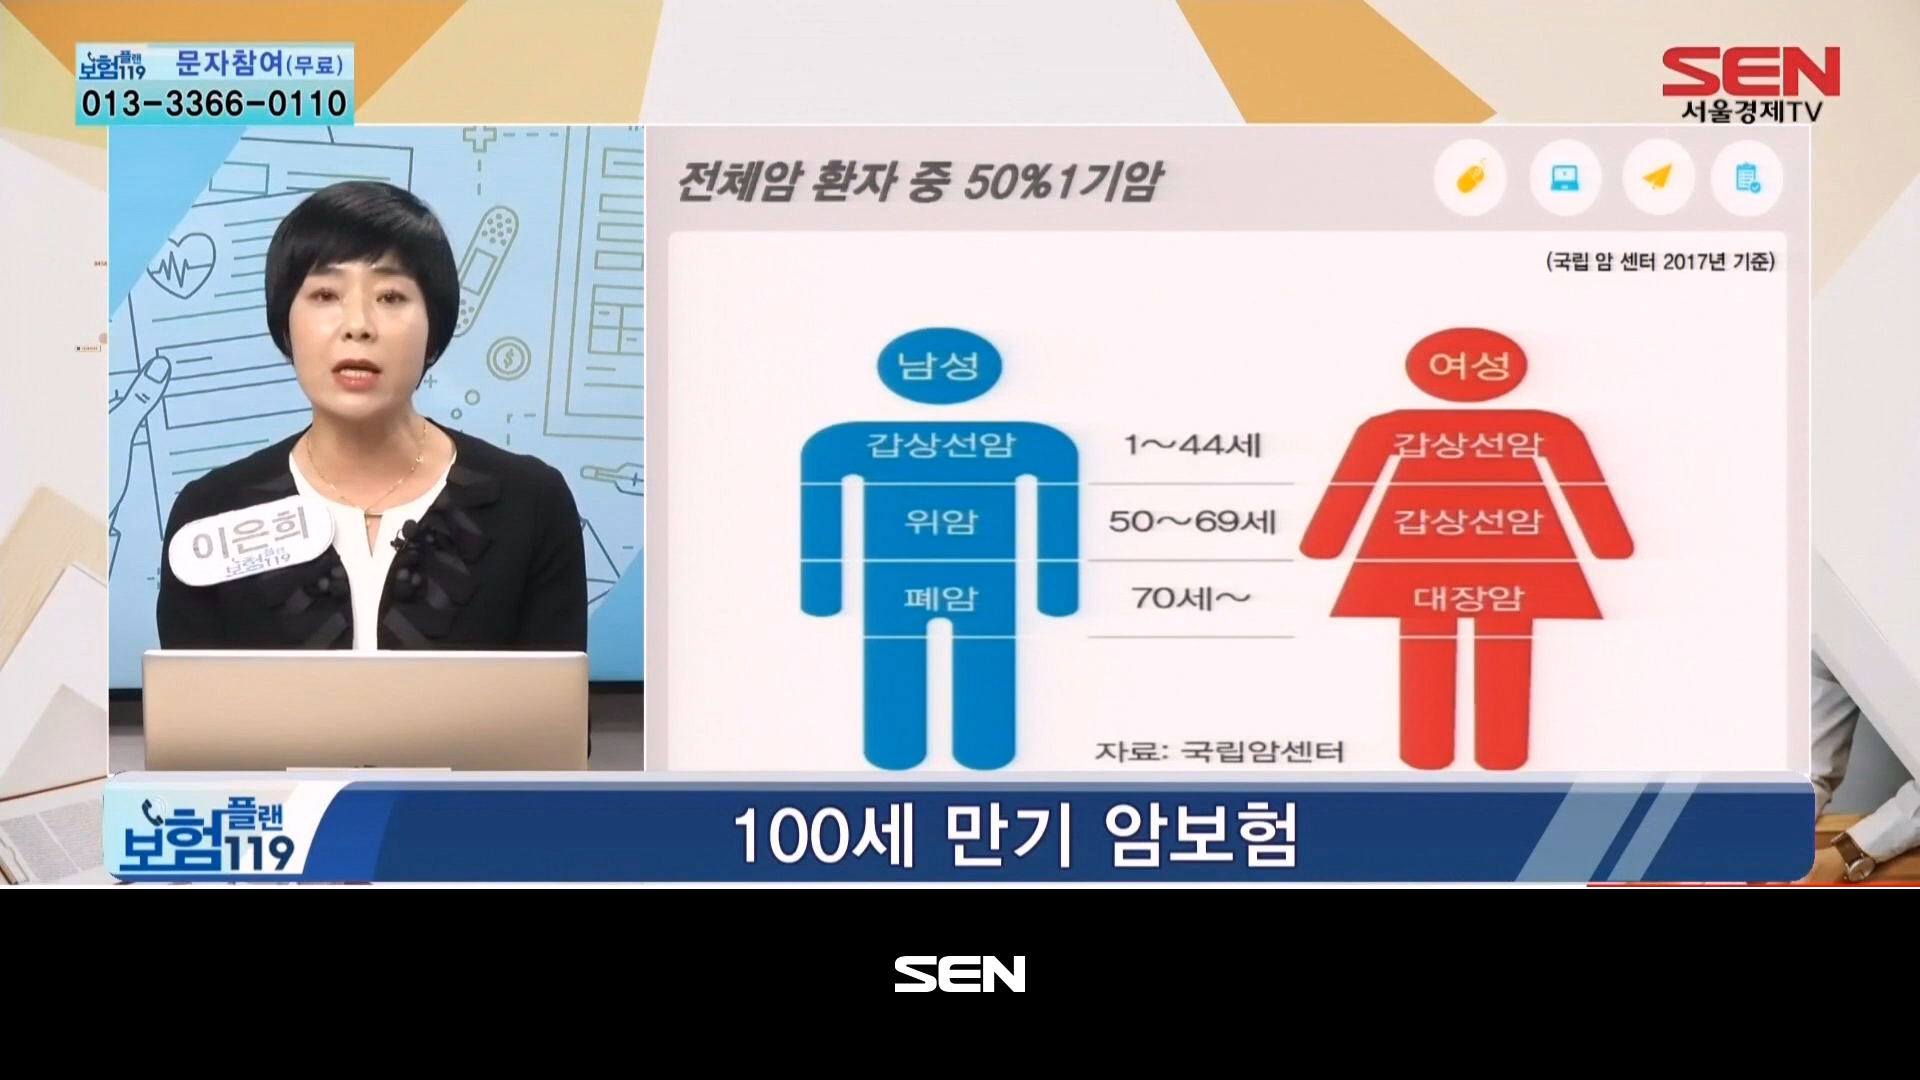 보험플랜119 문자참여(무료)
013-3366-0110
SEN
서울경제TV
전체암 환자 중 50%1기암
(국립 암 센터 2017년 기준)
남성
여성
갑상선암 1~44세 갑상선암
위암 50~69세 갑상선암
폐암 70세~ 대장암
자료: 국립암센터
이은희
보험플랜119
보험플랜119
100세 만기 암보험
SEN